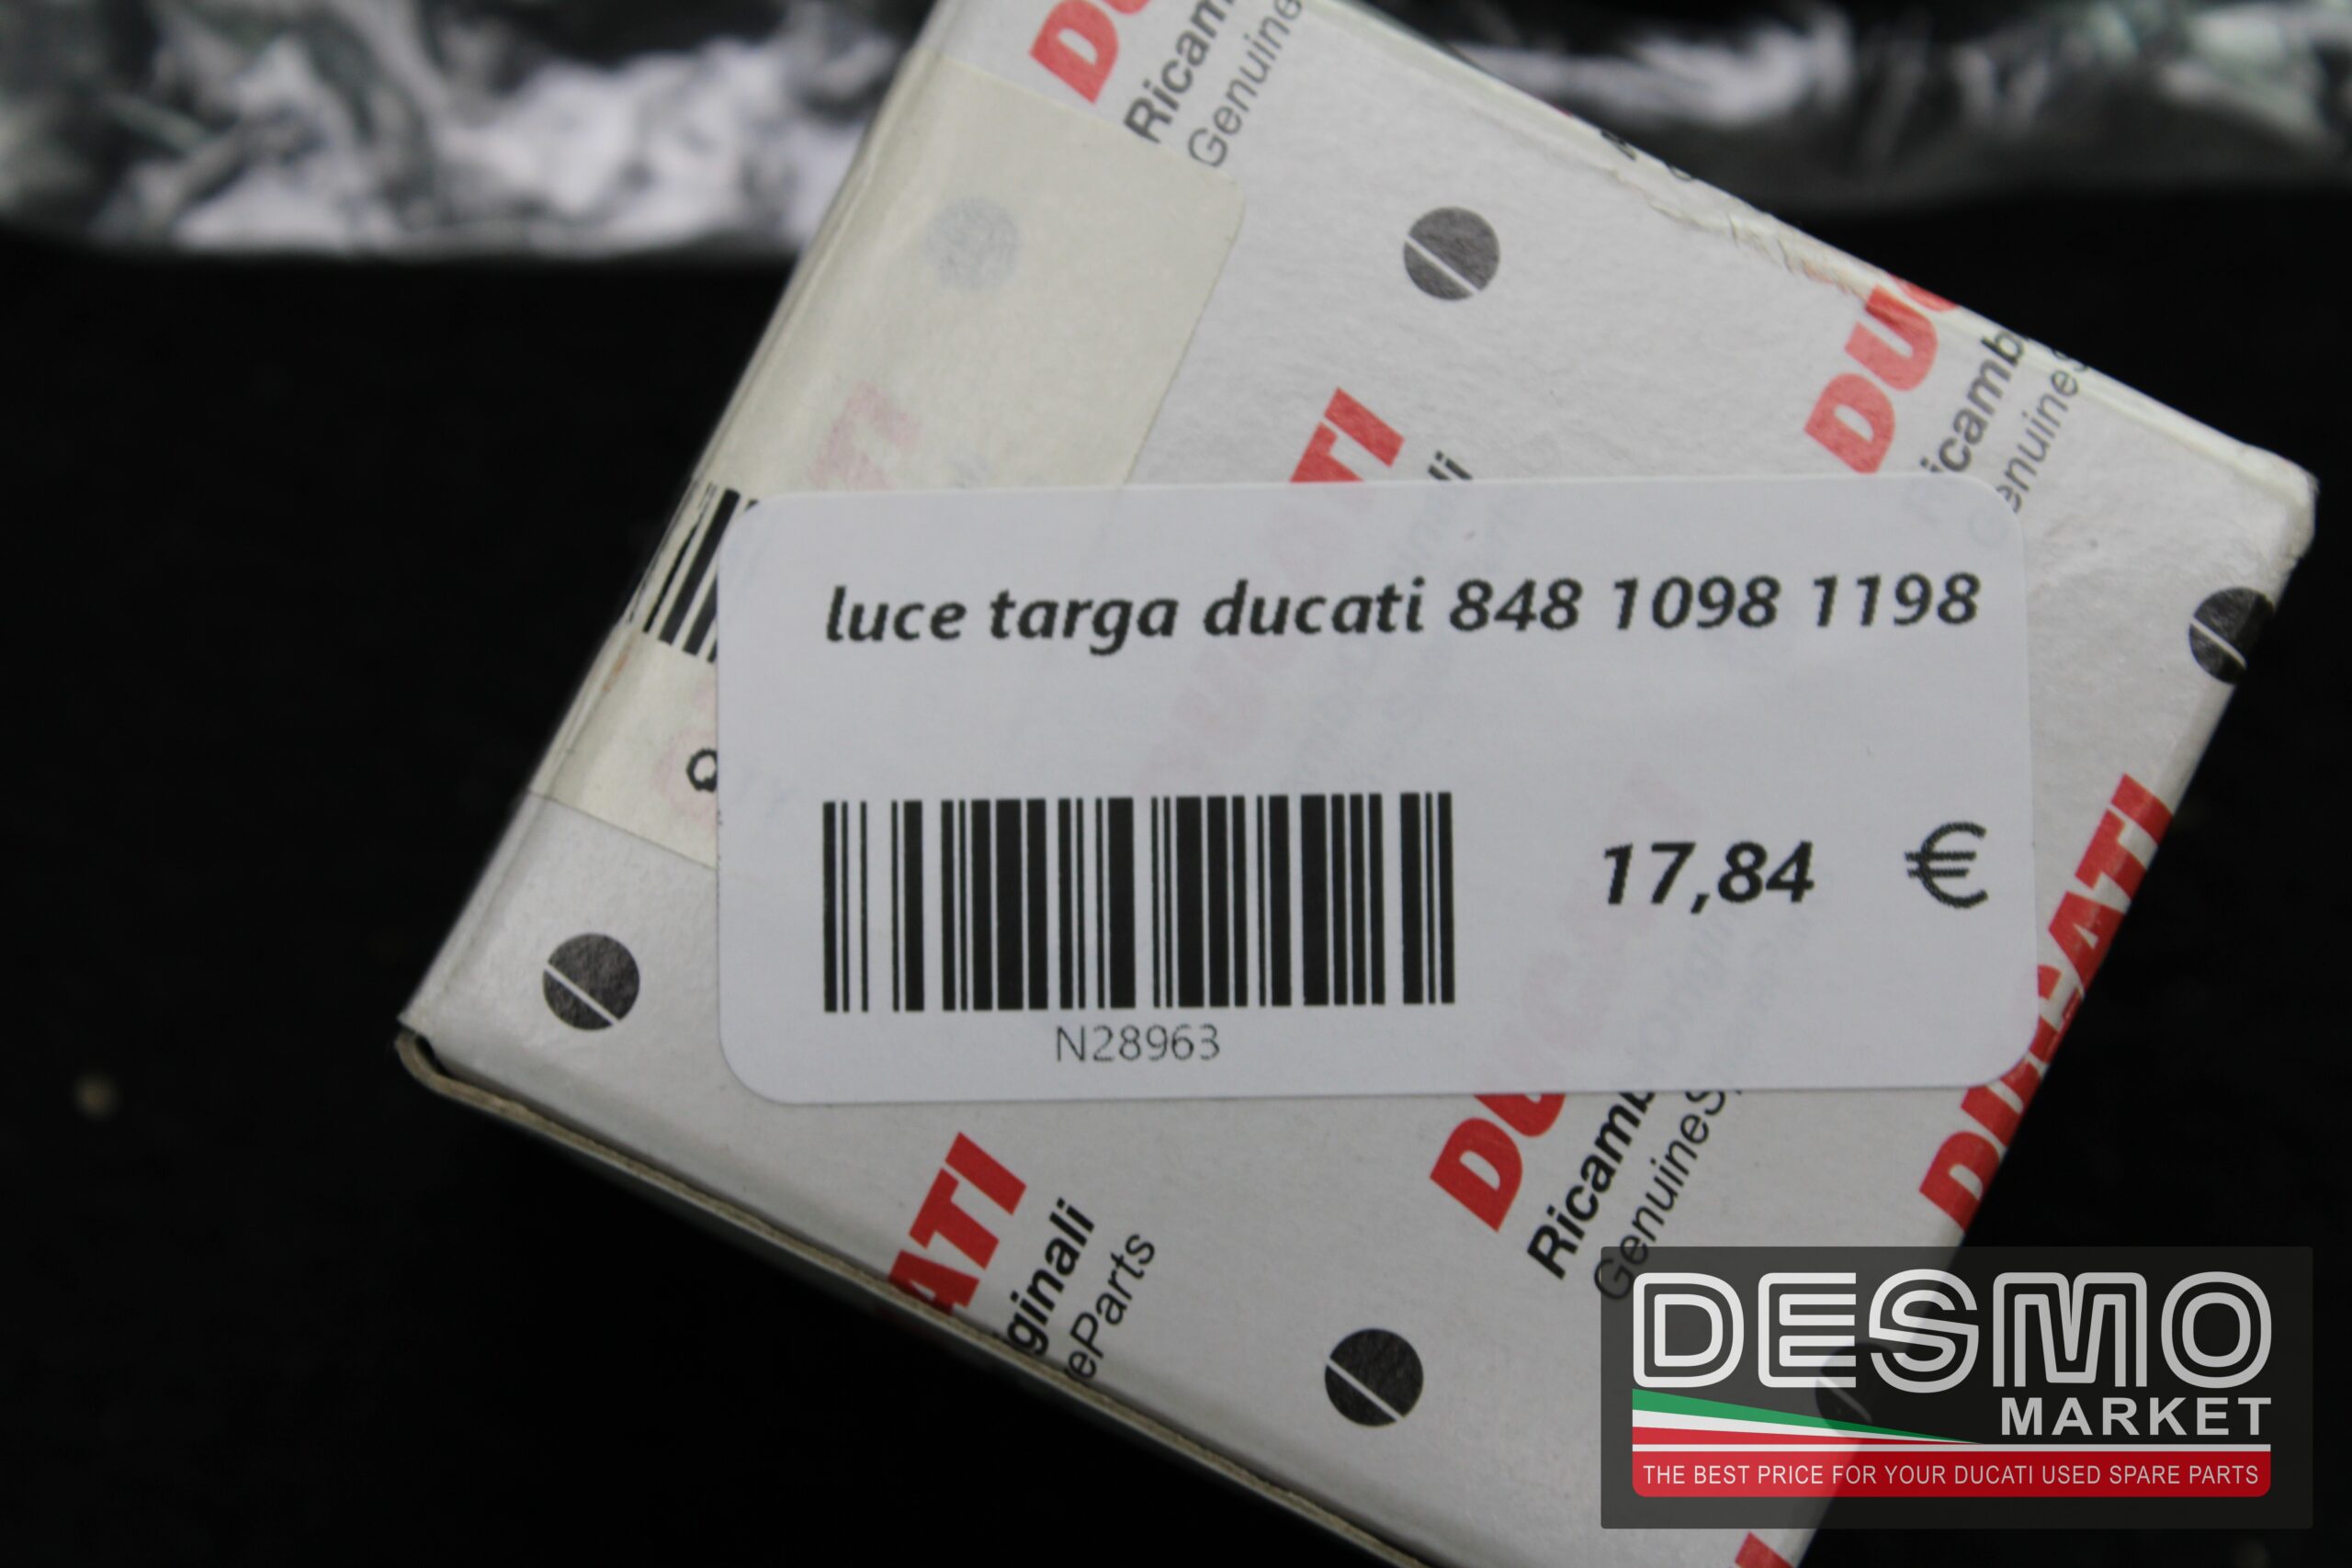 Genuine
luce targa ducati 848 1098 1198
17,84 €
N28963
DUCATI
DESMO
MARKET
THE BEST PRICE FOR YOUR DUCATI USED SPARE PARTS